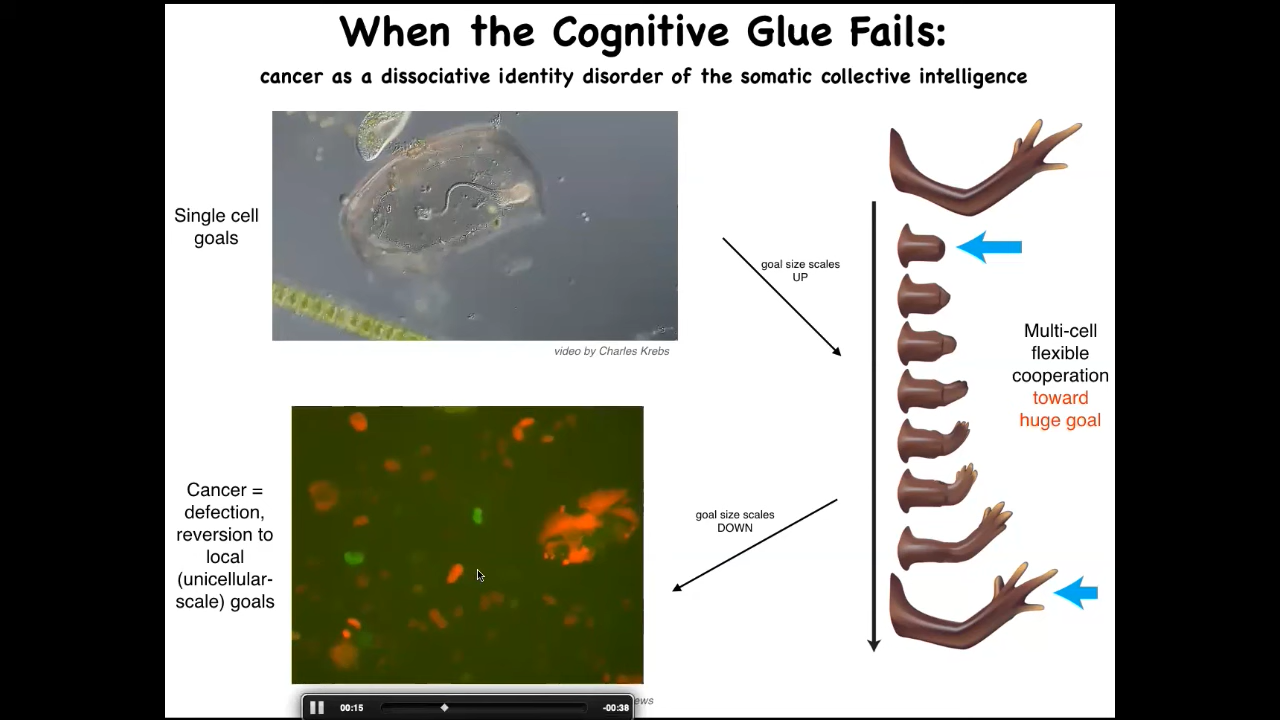 When the Cognitive Glue Fails:
cancer as a dissociative identity disorder of the somatic collective intelligence
Single cell
goals
video by Charles Krebs
goal size scales
UP
Multi-cell
flexible
cooperation
toward
huge goal
Cancer =
defection,
reversion to
local
(unicellular-
scale) goals
goal size scales
DOWN
00:15
-00:38